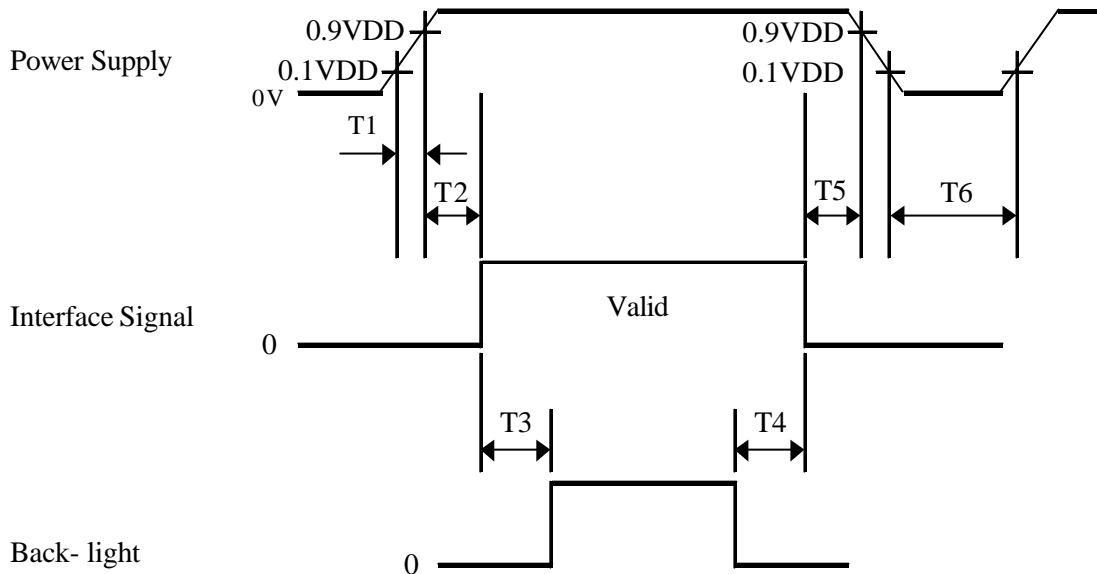 0.9VDD
0.9VDD
Power Supply
0.1VDD
0.1VDD
0V
T1
T2
T5
T6
Valid
Interface Signal
0
T3
T4
Back- light
0